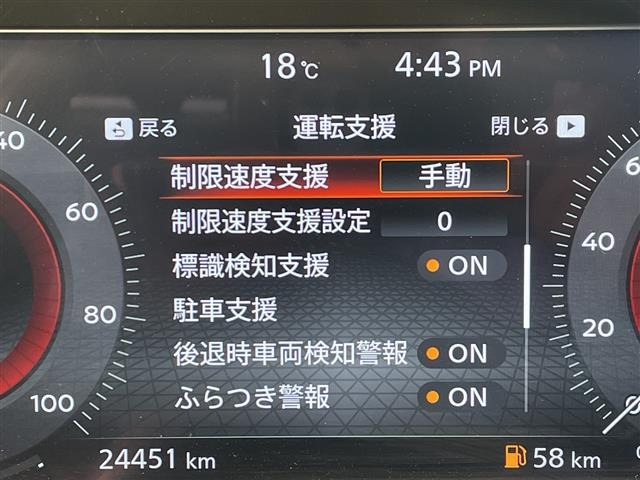 18℃ 4:43 PM
戻る 運転支援 閉じる
制限速度支援 手動
制限速度支援設定 0
標識検知支援 ON
駐車支援
後退時車両検知警報 ON
ふらつき警報 ON
40
60
80
100
6
40
20
0
24451 km 58 km